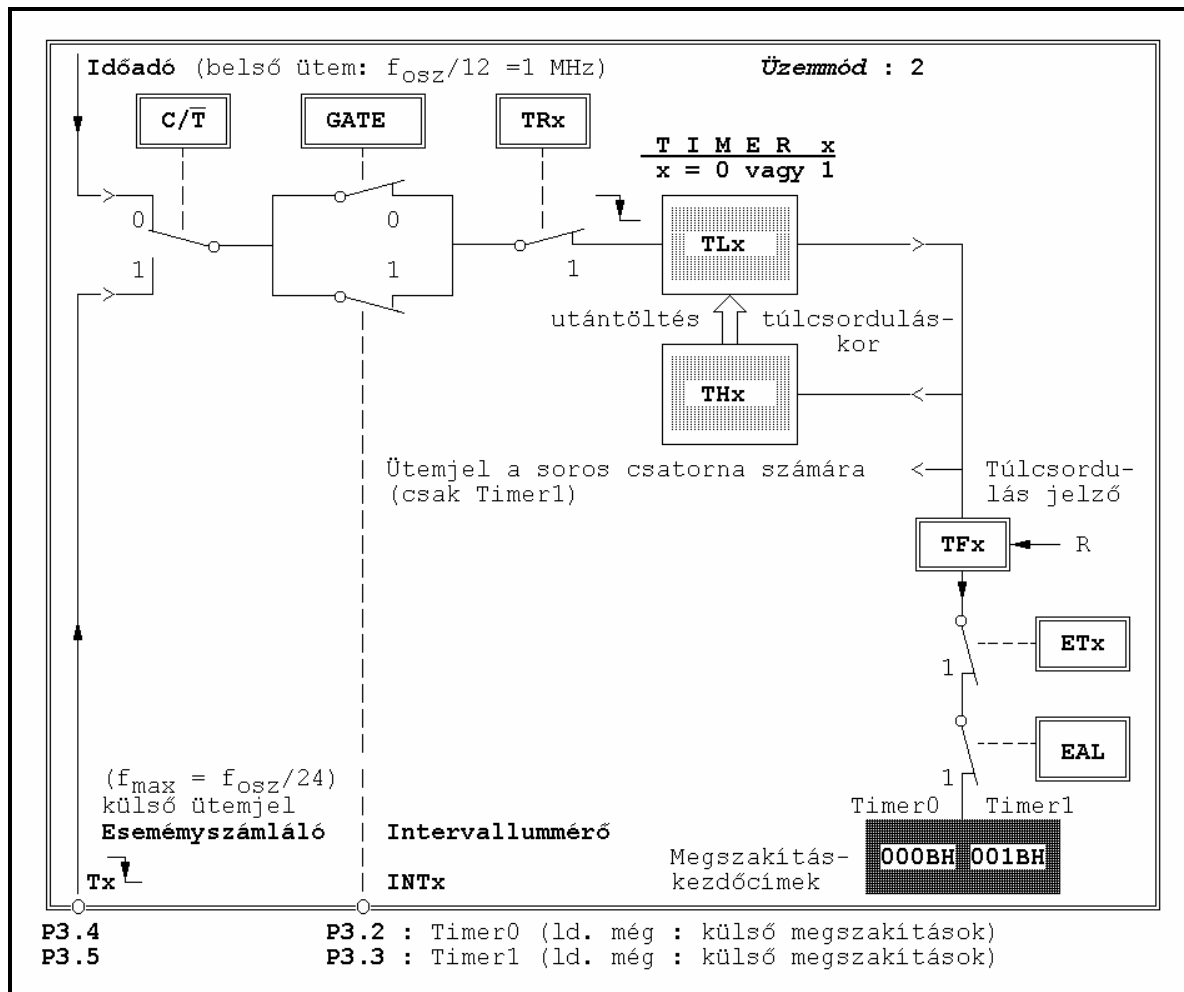 Időadó (belső ütem: fosz/12 =1 MHz) Üzemmód : 2
C/T̅ GATE TRx
T I M E R x
x = 0 vagy 1
0 0
TLx
1 1 1
utántöltés túlcsordulás-
kor
THx
Ütemjel a soros csatorna számára
(csak Timer1)
Túlcsordu-
lás jelző
TFx R
ETx
1
EAL
1
(fmax = fosz/24)
külső ütemjel
Eseményszámláló Intervallummérő
Timer0 Timer1
Megszakítás-
kezdőcímek
000BH 001BH
Tx INTx
P3.4 P3.2 : Timer0 (ld. még : külső megszakítások)
P3.5 P3.3 : Timer1 (ld. még : külső megszakítások)